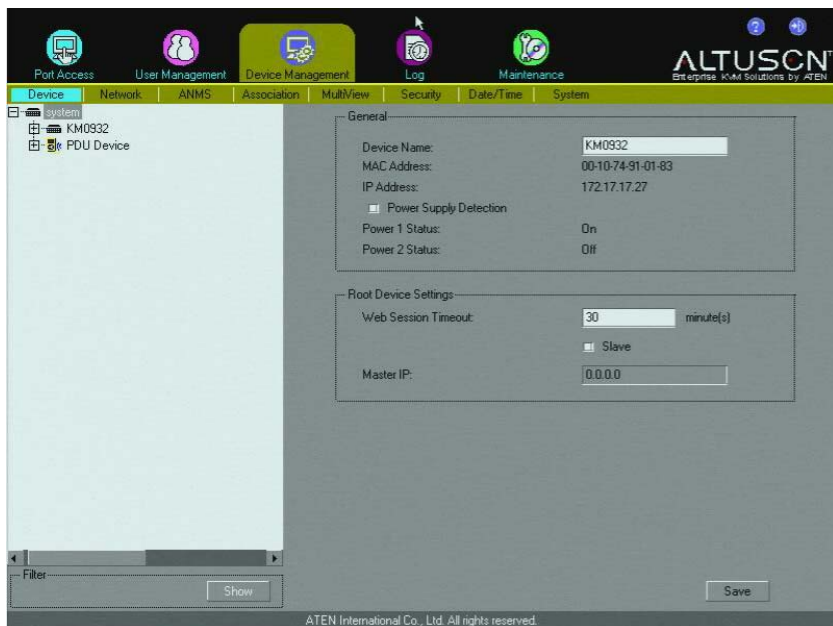 Port Access User Management Device Management Log Maintenance
ALTUSEN
Enterprise KVM Solutions by ATEN
Device Network ANMS Association MultiView Security Date/Time System
system
KM0932
PDU Device
General
Device Name: KM0932
MAC Address: 00-10-74-91-01-83
IP Address: 172.17.17.27
Power Supply Detection
Power 1 Status: On
Power 2 Status: Off
Root Device Settings
Web Session Timeout: 30 minute(s)
Slave
Master IP: 0.0.0.0
Filter
Show
Save
ATEN International Co., Ltd. All rights reserved.